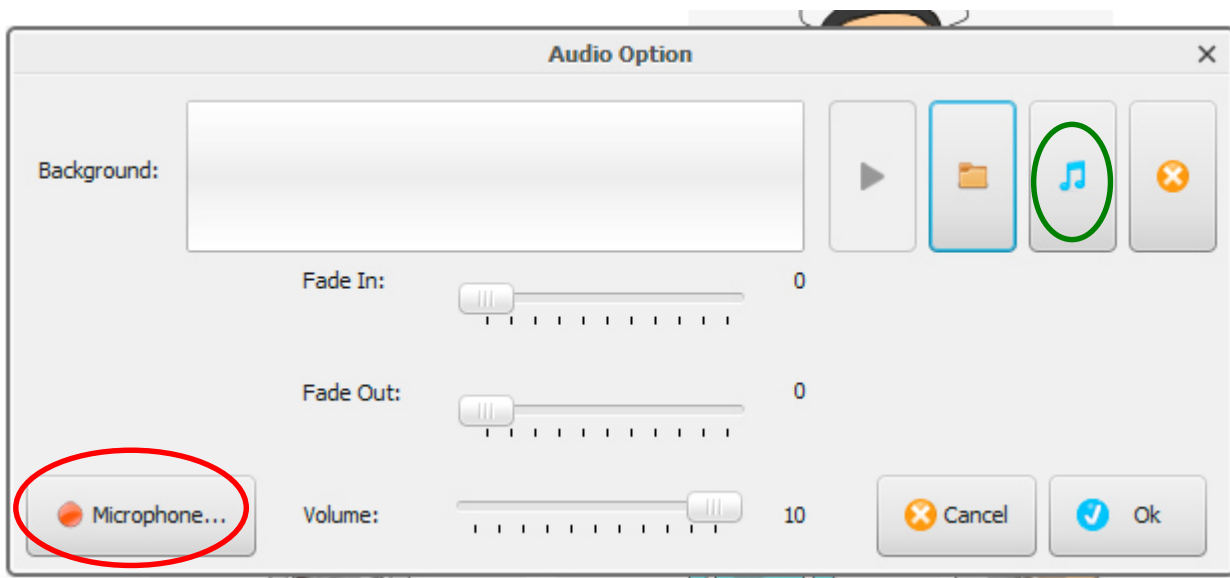 Audio Option
Background:
Fade In: 0
Fade Out: 0
Microphone... Volume: 10 Cancel Ok